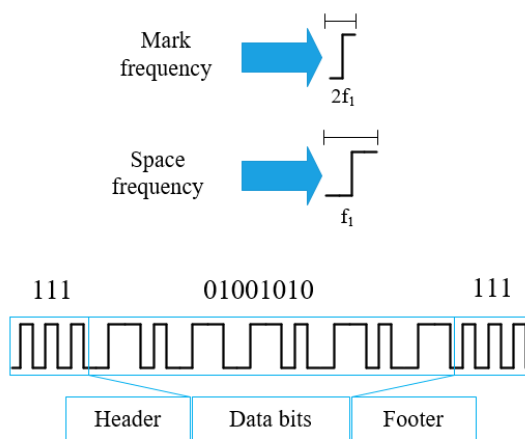 Mark
frequency
2f₁
Space
frequency
f₁
111 01001010 111
Header Data bits Footer